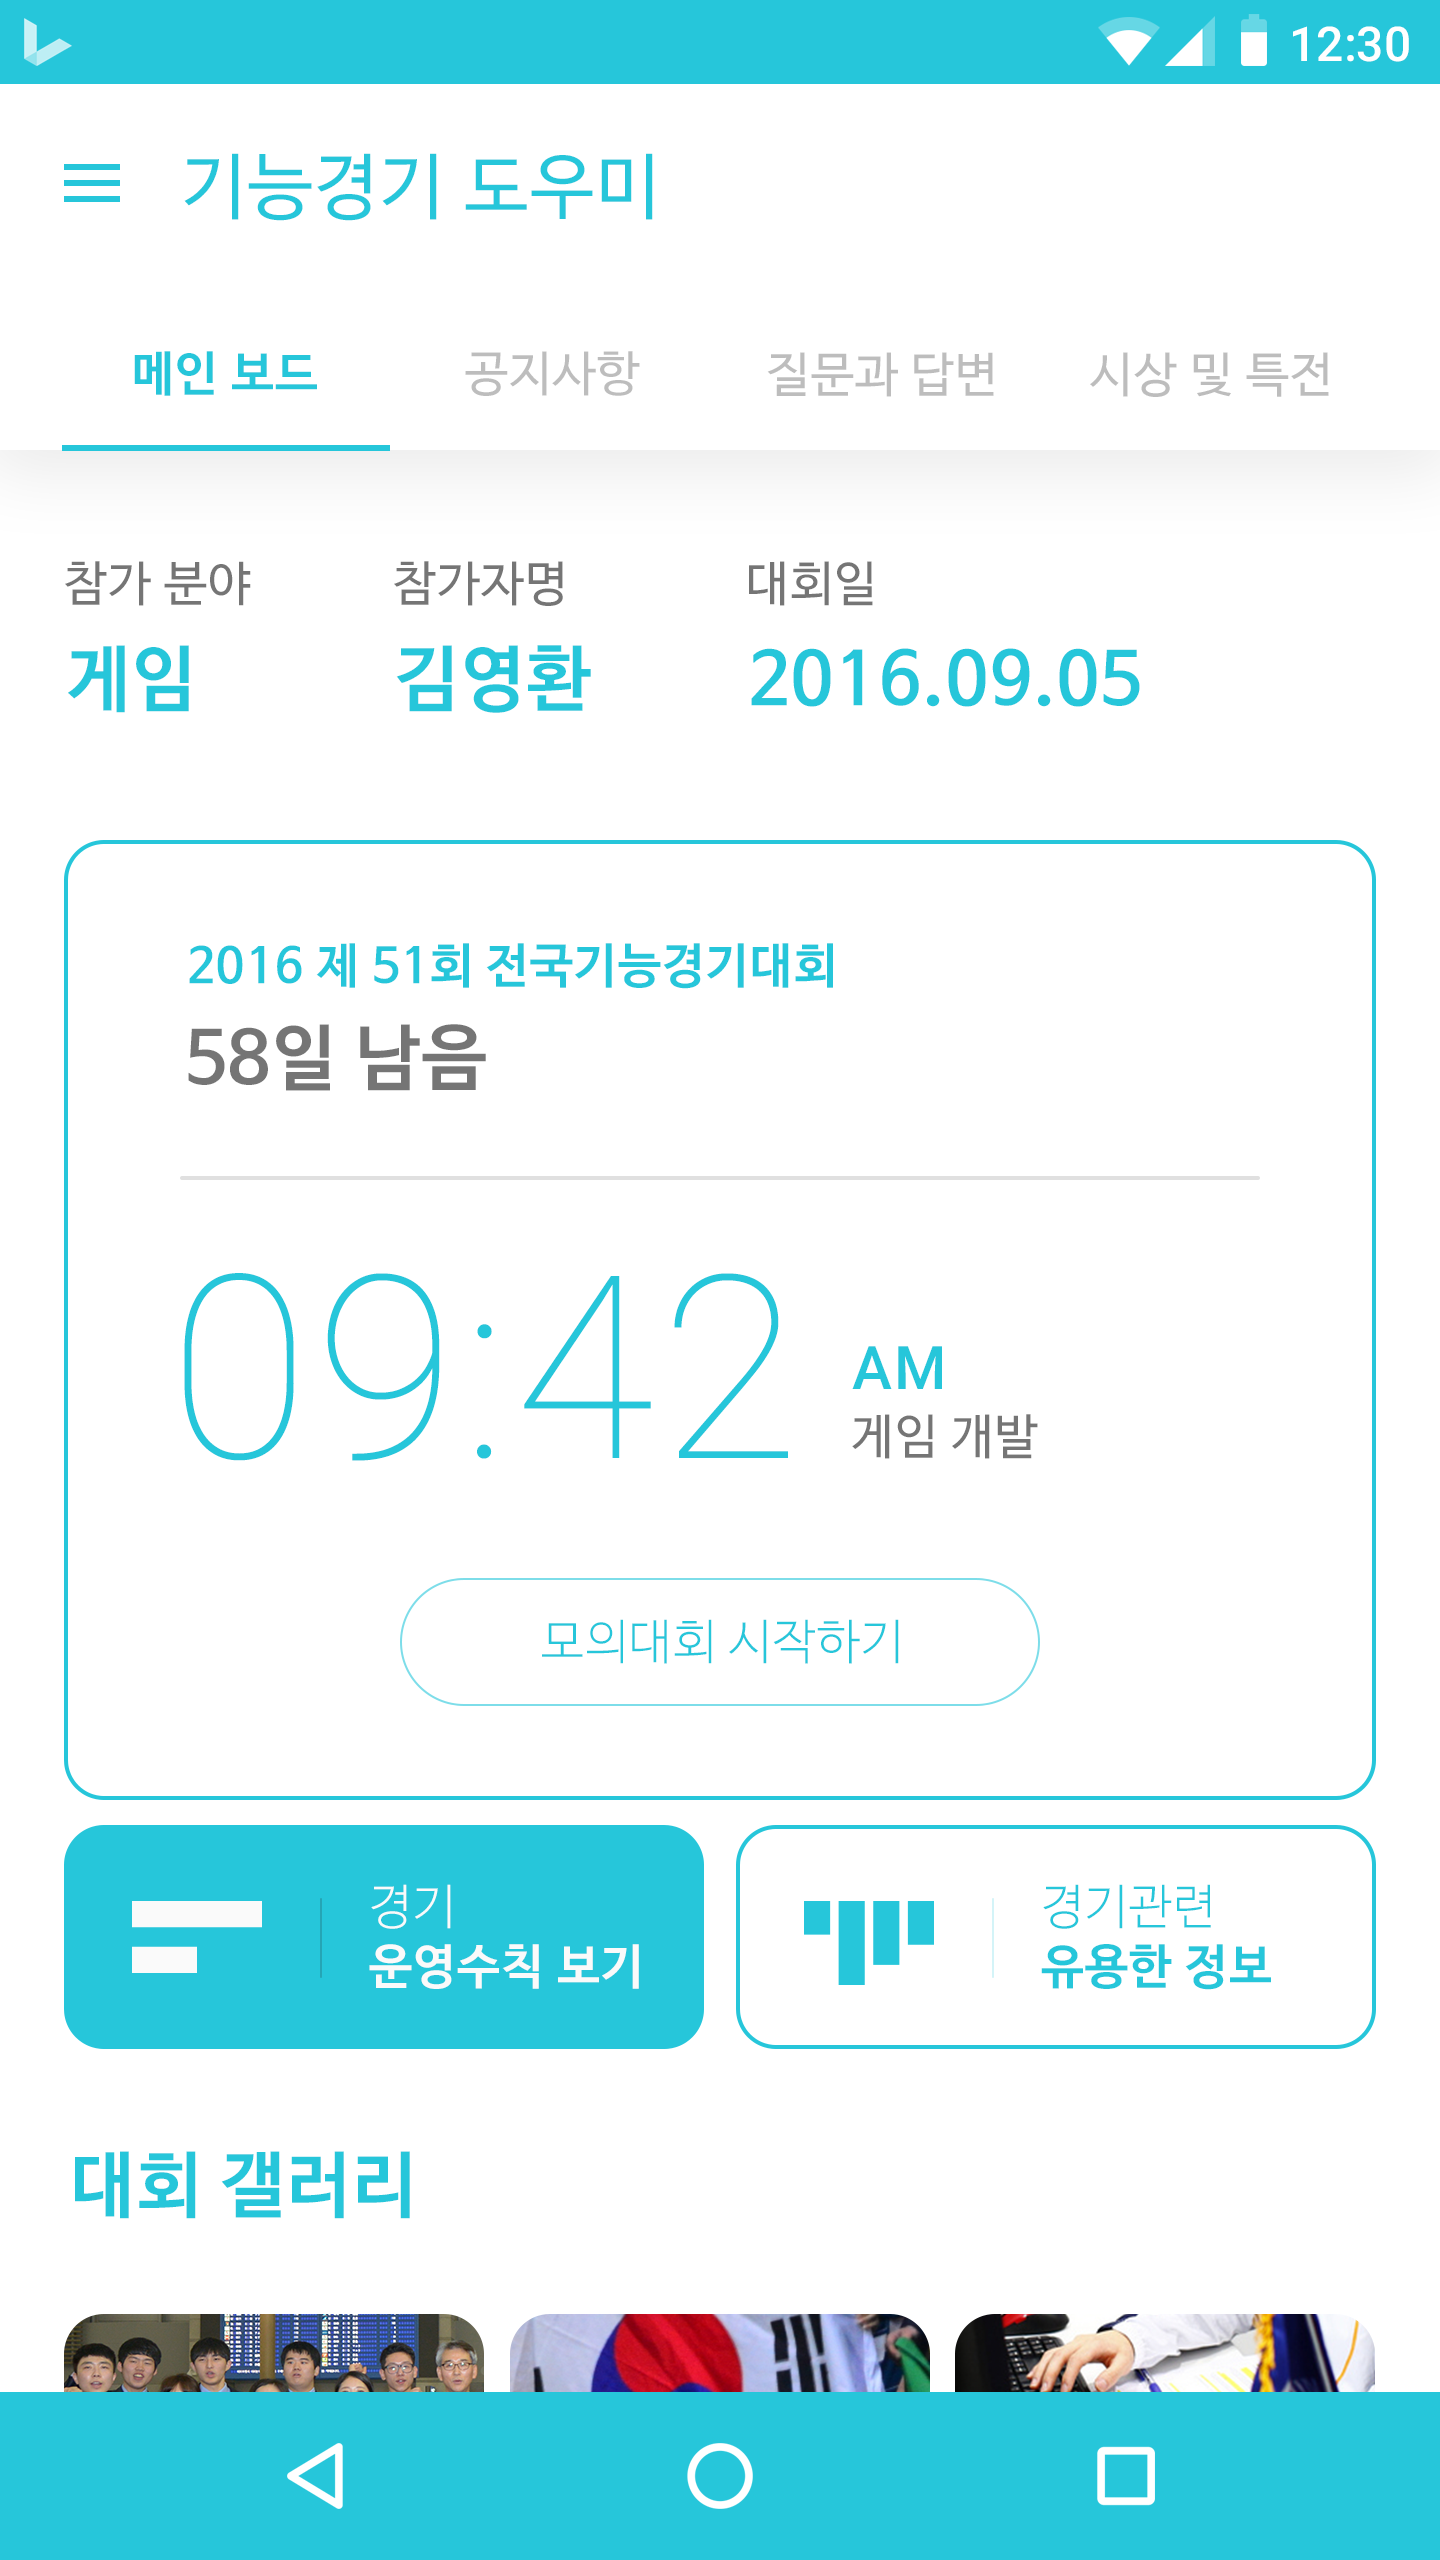 12:30
기능경기 도우미
메인 보드 공지사항 질문과 답변 시상 및 특전
참가 분야 참가자명 대회일
게임 김영환 2016.09.05
2016 제 51회 전국기능경기대회
58일 남음
09:42
AM
게임 개발
모의대회 시작하기
경기
운영수칙 보기
경기관련
유용한 정보
대회 갤러리